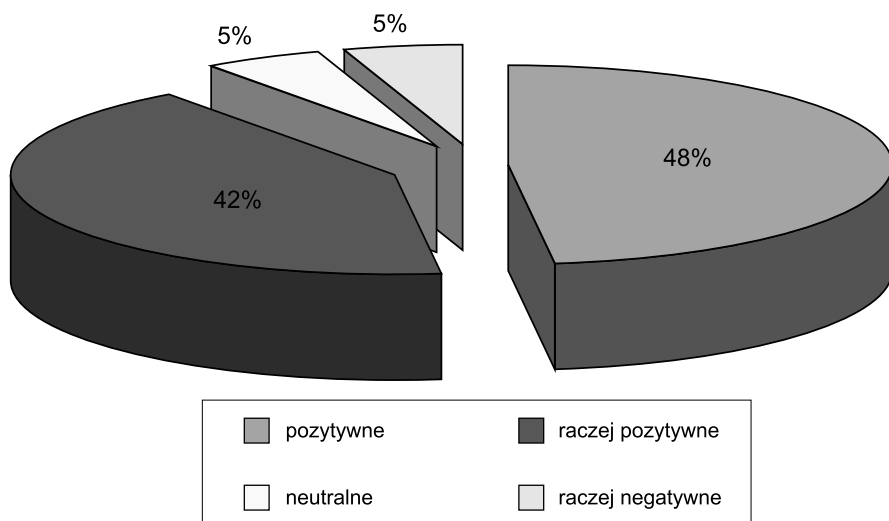 5%
5%
48%
42%
pozytywne
raczej pozytywne
neutralne
raczej negatywne